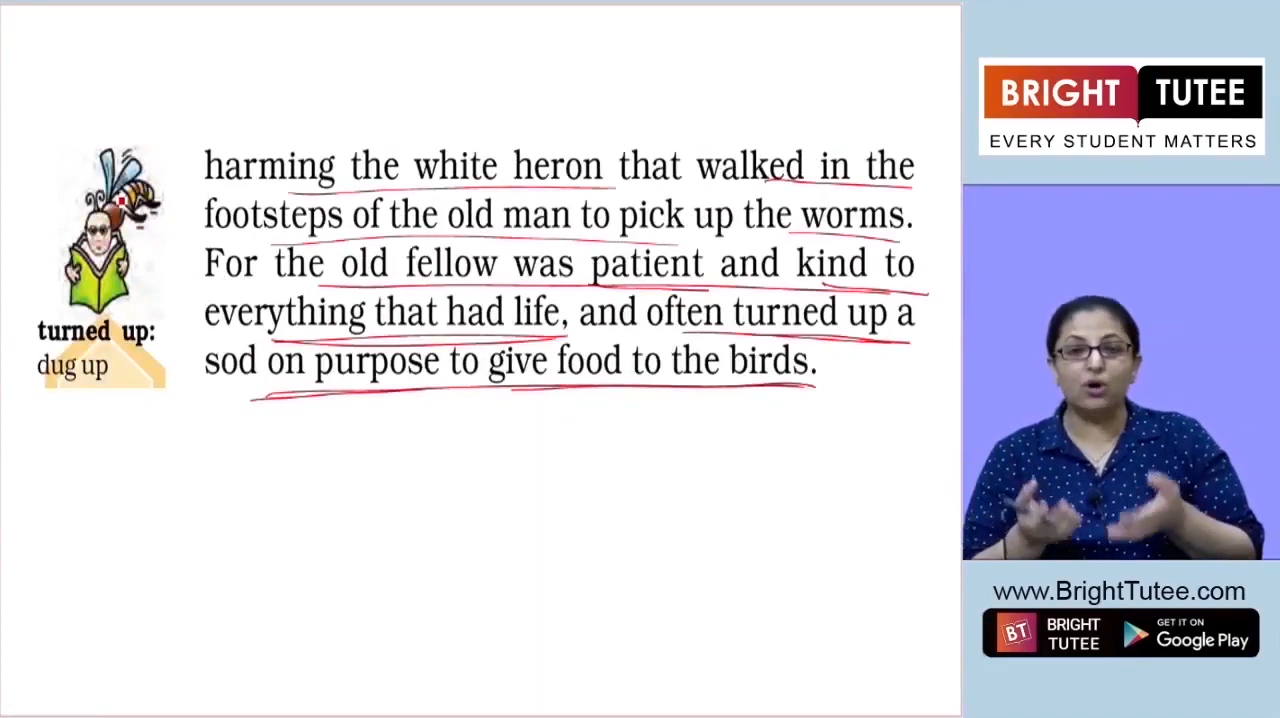 harming the white heron that walked in the
footsteps of the old man to pick up the worms.
For the old fellow was patient and kind to
everything that had life, and often turned up a
sod on purpose to give food to the birds.
turned up:
dug up
BRIGHT TUTEE
EVERY STUDENT MATTERS
www.BrightTutee.com
BT
BRIGHT
TUTEE
GET IT ON
Google Play